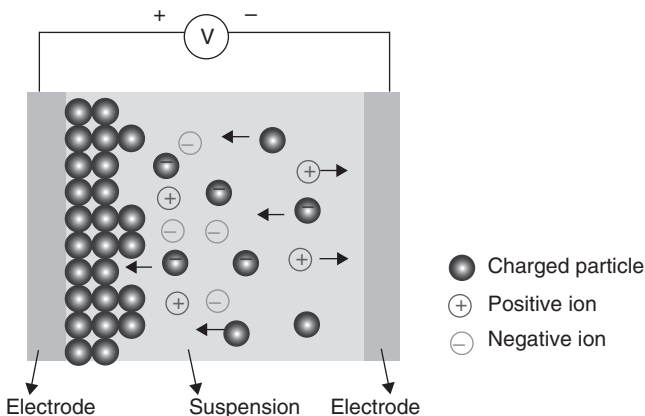 + −
V
Charged particle
Positive ion
Negative ion
Electrode Suspension Electrode